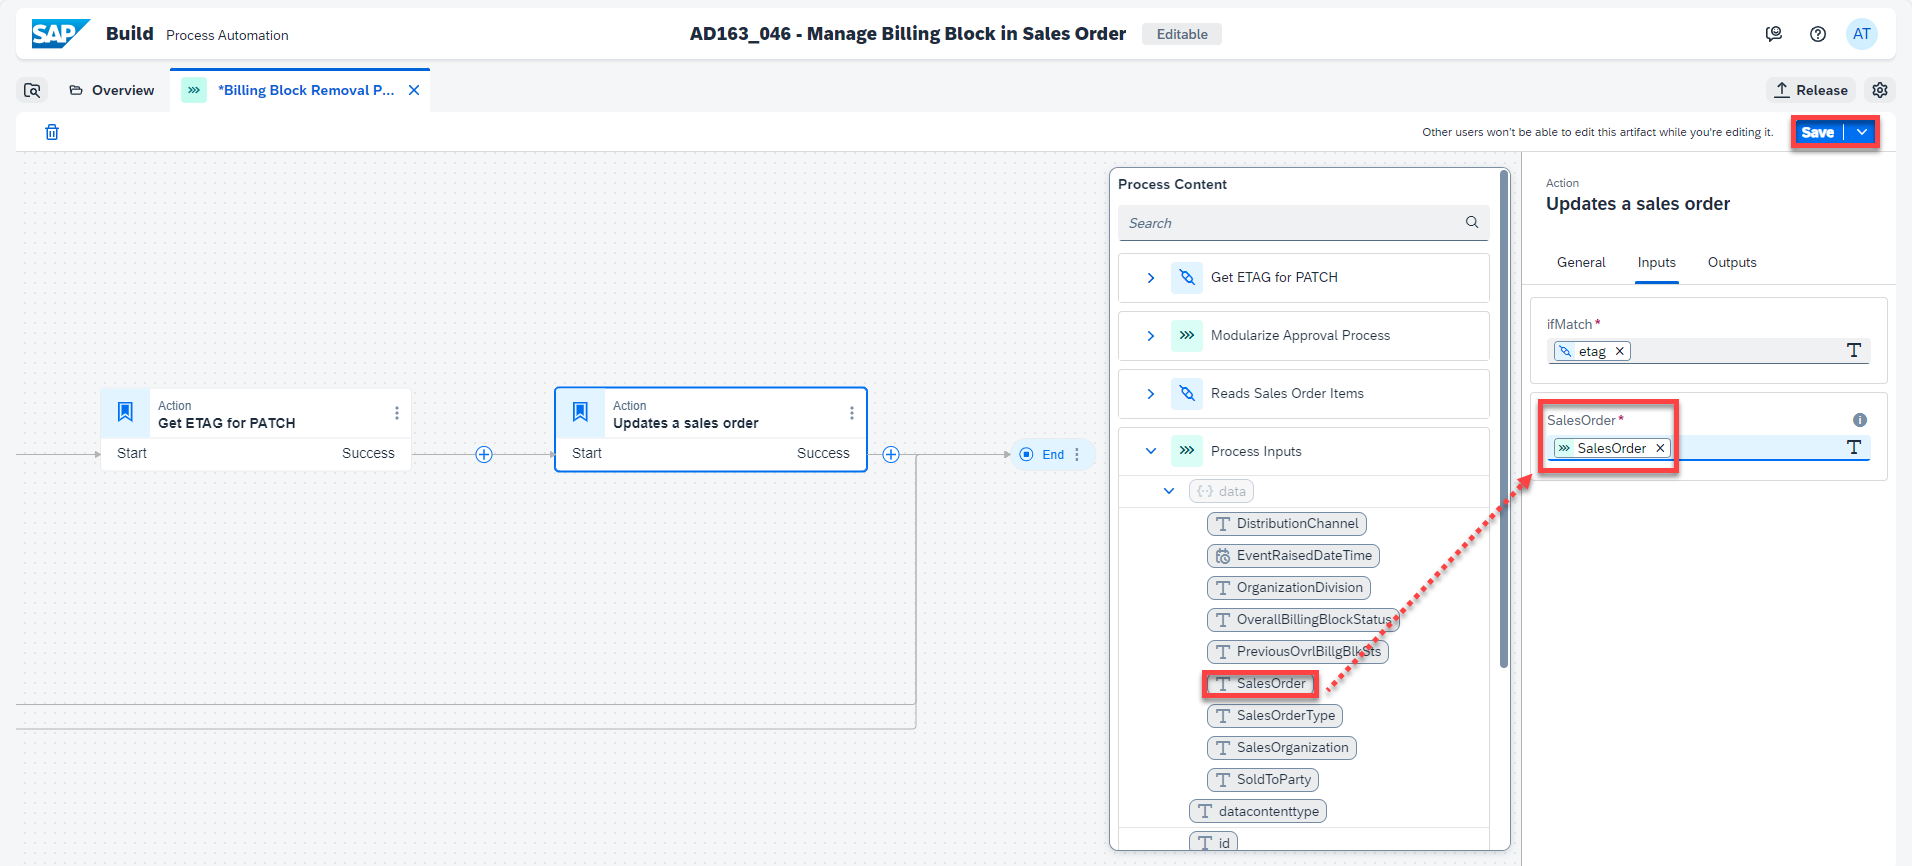 SAP Build Process Automation
AD163_046 - Manage Billing Block in Sales Order Editable
AT
Overview
*Billing Block Removal P...
Release
Other users won't be able to edit this artifact while you're editing it.
Save
Action
Get ETAG for PATCH
Start Success
Action
Updates a sales order
Start Success
End
Process Content
Search
Get ETAG for PATCH
Modularize Approval Process
Reads Sales Order Items
Process Inputs
data
DistributionChannel
EventRaisedDateTime
OrganizationDivision
OverallBillingBlockStatus
PreviousOvrlBillgBlkSts
SalesOrder
SalesOrderType
SalesOrganization
SoldToParty
datacontenttype
id
Action
Updates a sales order
General Inputs Outputs
ifMatch*
etag
SalesOrder*
SalesOrder